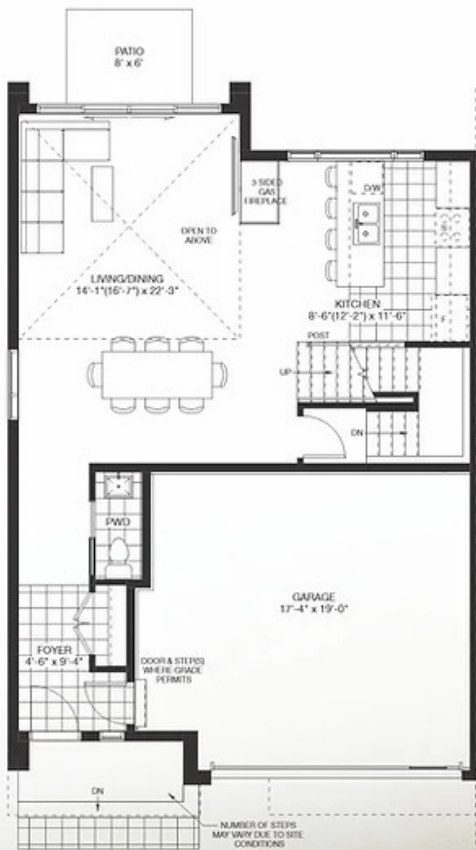 PATIO
8' x 6'
3 SIDED
GAS
FIREPLACE
D/W
OPEN TO
ABOVE
LIVING/DINING
14'-1"(16'-7") x 22'-3"
KITCHEN
8'-6"(12'-2") x 11'-6"
F
POST
UP
DN
PWD
GARAGE
17'-4" x 19'-0"
FOYER
4'-6" x 9'-4"
DOOR & STEP(S)
WHERE GRADE
PERMITS
DN
NUMBER OF STEPS
MAY VARY DUE TO SITE
CONDITIONS